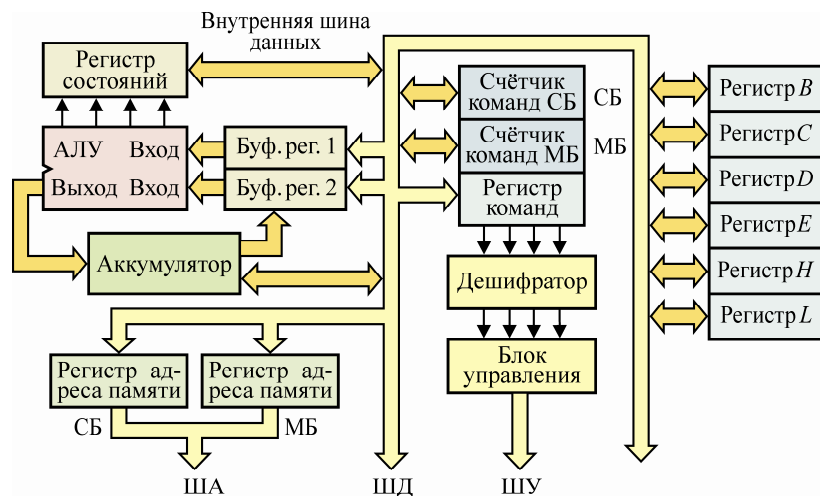 Внутренняя шина
данных
Регистр
состояний
АЛУ Вход
Выход Вход
Буф. рег. 1
Буф. рег. 2
Аккумулятор
Регистр ад-
реса памяти
Регистр ад-
реса памяти
СБ
МБ
ША
ШД
ШУ
Счётчик
команд СБ
СБ
Счётчик
команд МБ
МБ
Регистр
команд
Дешифратор
Блок
управления
Регистр B
Регистр C
Регистр D
Регистр E
Регистр H
Регистр L